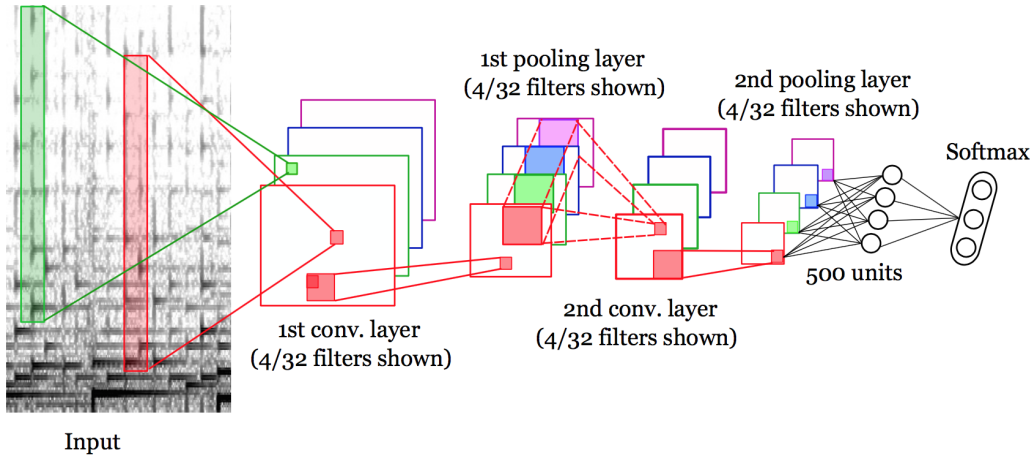 1st pooling layer
(4/32 filters shown)
2nd pooling layer
(4/32 filters shown)
Softmax
500 units
1st conv. layer
(4/32 filters shown)
2nd conv. layer
(4/32 filters shown)
Input